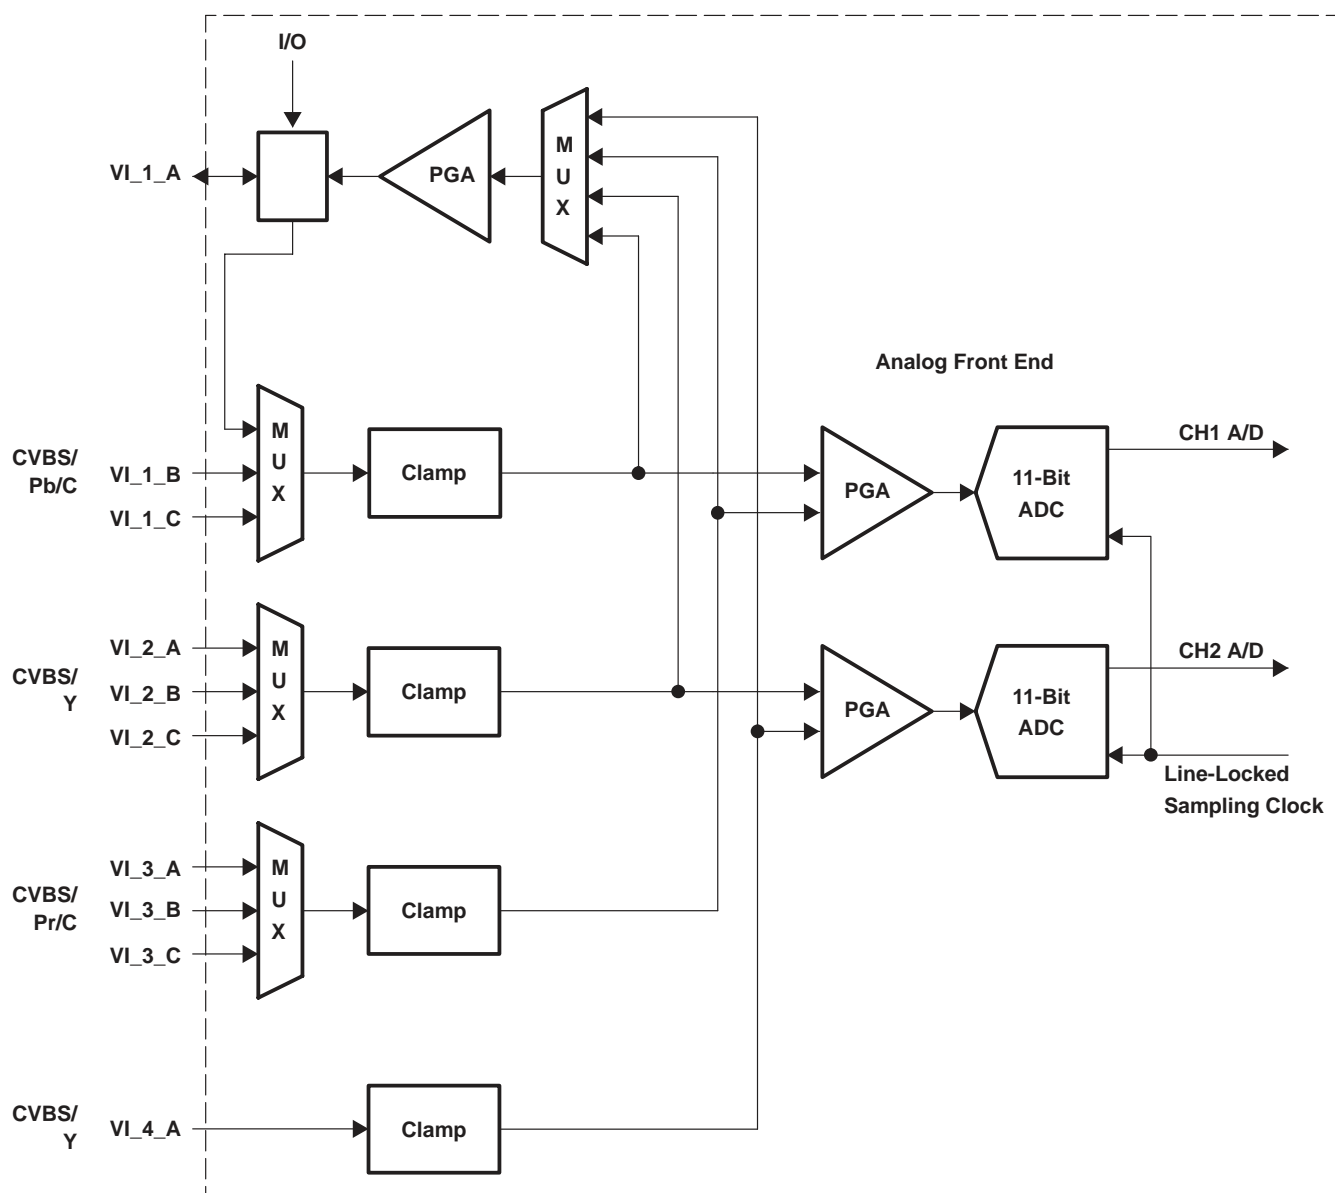 I/O
VI_1_A
PGA
M
U
X
Analog Front End
CVBS/
Pb/C
VI_1_B
VI_1_C
M
U
X
Clamp
PGA
11-Bit
ADC
CH1 A/D
CVBS/
Y
VI_2_A
VI_2_B
VI_2_C
M
U
X
Clamp
PGA
11-Bit
ADC
CH2 A/D
Line-Locked
Sampling Clock
CVBS/
Pr/C
VI_3_A
VI_3_B
VI_3_C
M
U
X
Clamp
CVBS/
Y
VI_4_A
Clamp